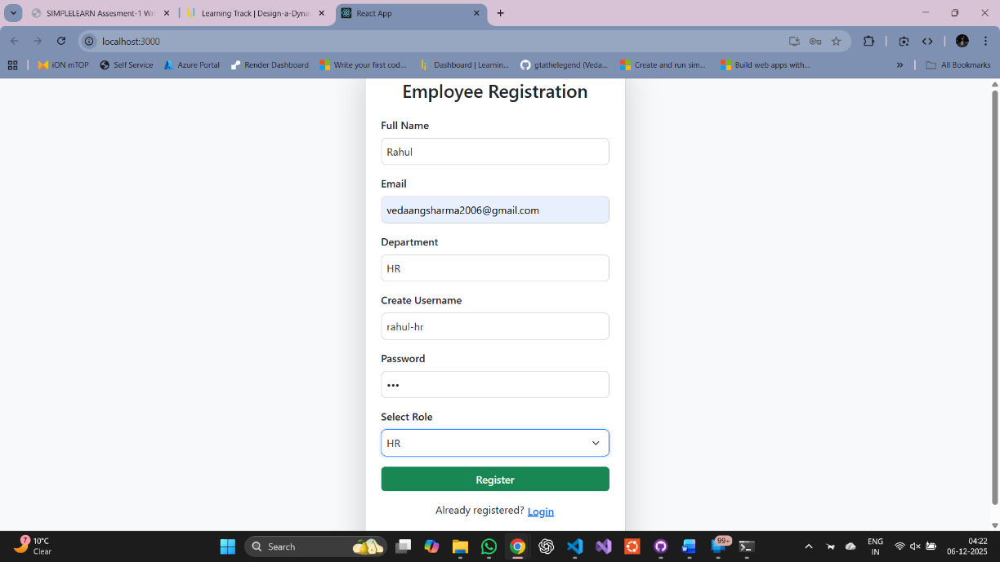 SIMPLELEARN Assesment-1 Wri
Learning Track | Design-a-Dyna
React App
localhost:3000
iON mTOP
Self Service
Azure Portal
Render Dashboard
Write your first cod...
Dashboard | Learnin...
gtathelegend (Veda...
Create and run sim...
Build web apps with...
»
All Bookmarks
Employee Registration
Full Name
Rahul
Email
vedaangsharma2006@gmail.com
Department
HR
Create Username
rahul-hr
Password
•••
Select Role
HR
Register
Already registered? Login
7
10°C
Clear
Search
99+
ENG
IN
04:22
06-12-2025